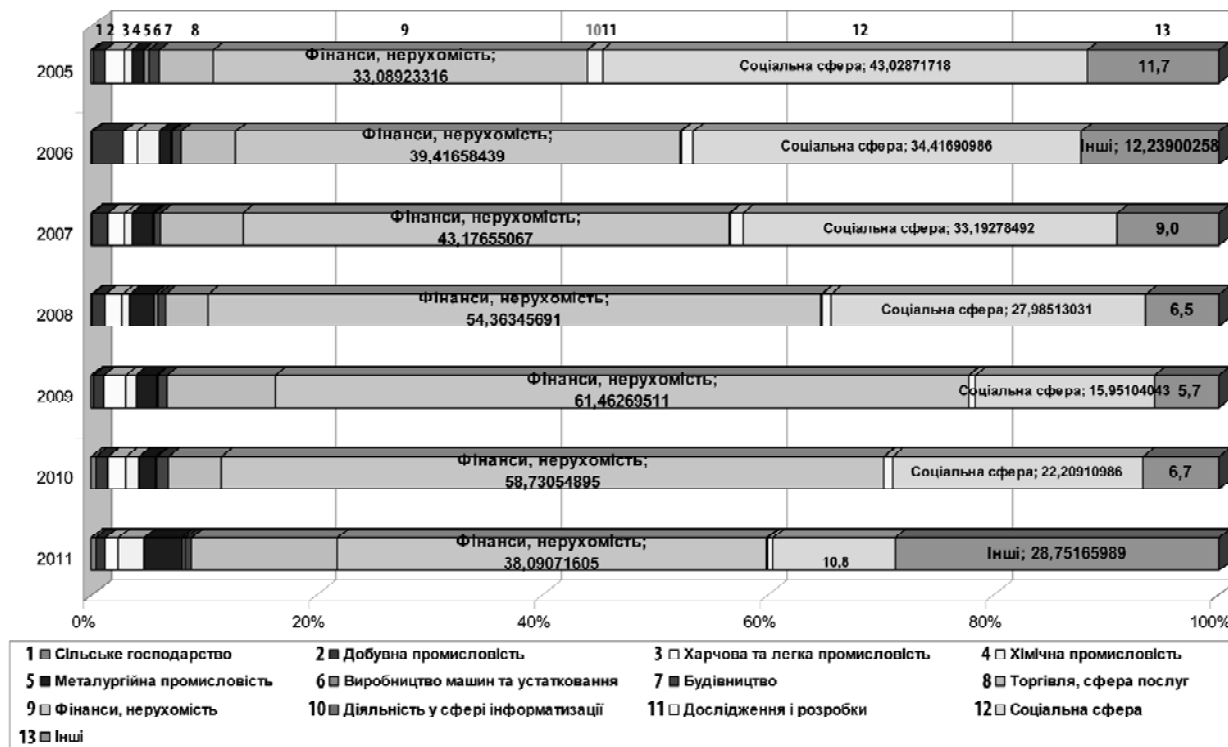 1 2 3 4 5 6 7 8 9 10 11 12 13
2005
Фінанси, нерухомість;
33,08923316
Соціальна сфера; 43,02871718
11,7
2006
Фінанси, нерухомість;
39,41658439
Соціальна сфера; 34,41690986
Інші; 12,23900258
2007
Фінанси, нерухомість;
43,17655067
Соціальна сфера; 33,19278492
9,0
2008
Фінанси, нерухомість;
54,36345691
Соціальна сфера; 27,98513031
6,5
2009
Фінанси, нерухомість;
61,46269511
Соціальна сфера; 15,95104043
5,7
2010
Фінанси, нерухомість;
58,73054895
Соціальна сфера; 22,20910986
6,7
2011
Фінанси, нерухомість;
38,09071605
10,8
Інші; 28,75165989
0% 20% 40% 60% 80% 100%
1 Сільське господарство 2 Добувна промисловість 3 Харчова та легка промисловість 4 Хімічна промисловість
5 Металургійна промисловість 6 Виробництво машин та устатковання 7 Будівництво 8 Торгівля, сфера послуг
9 Фінанси, нерухомість 10 Діяльність у сфері інформатизації 11 Дослідження і розробки 12 Соціальна сфера
13 Інші